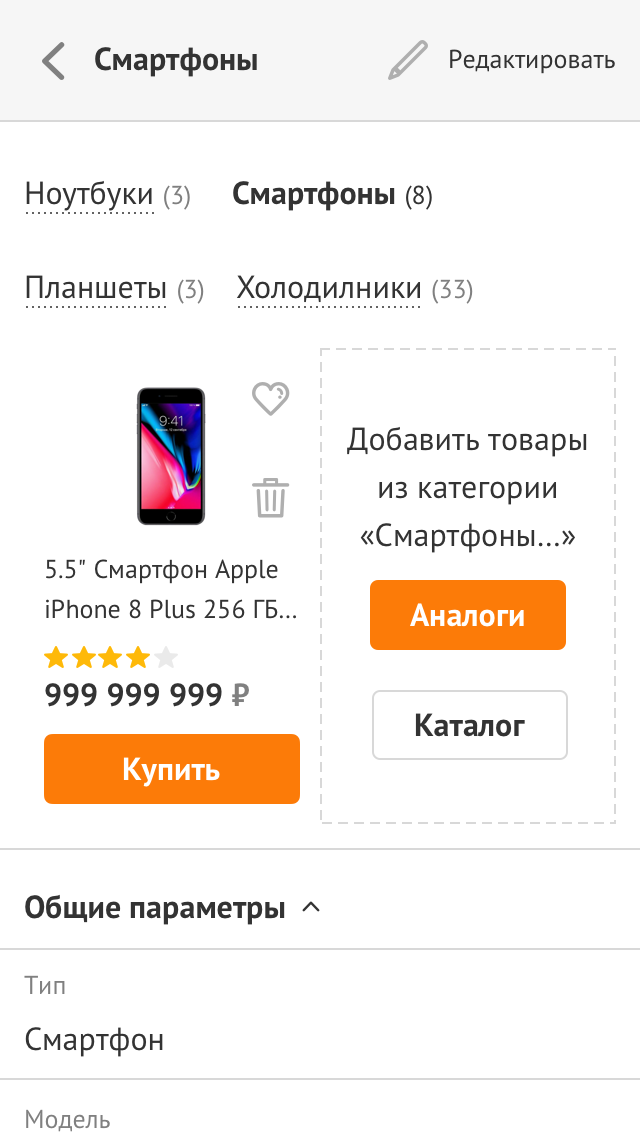 Смартфоны
Редактировать
Ноутбуки (3)
Смартфоны (8)
Планшеты (3)
Холодилники (33)
9:41
5.5" Смартфон Apple
iPhone 8 Plus 256 ГБ...
999 999 999 ₽
Купить
Добавить товары
из категории
«Смартфоны...»
Аналоги
Каталог
Общие параметры
Тип
Смартфон
Модель